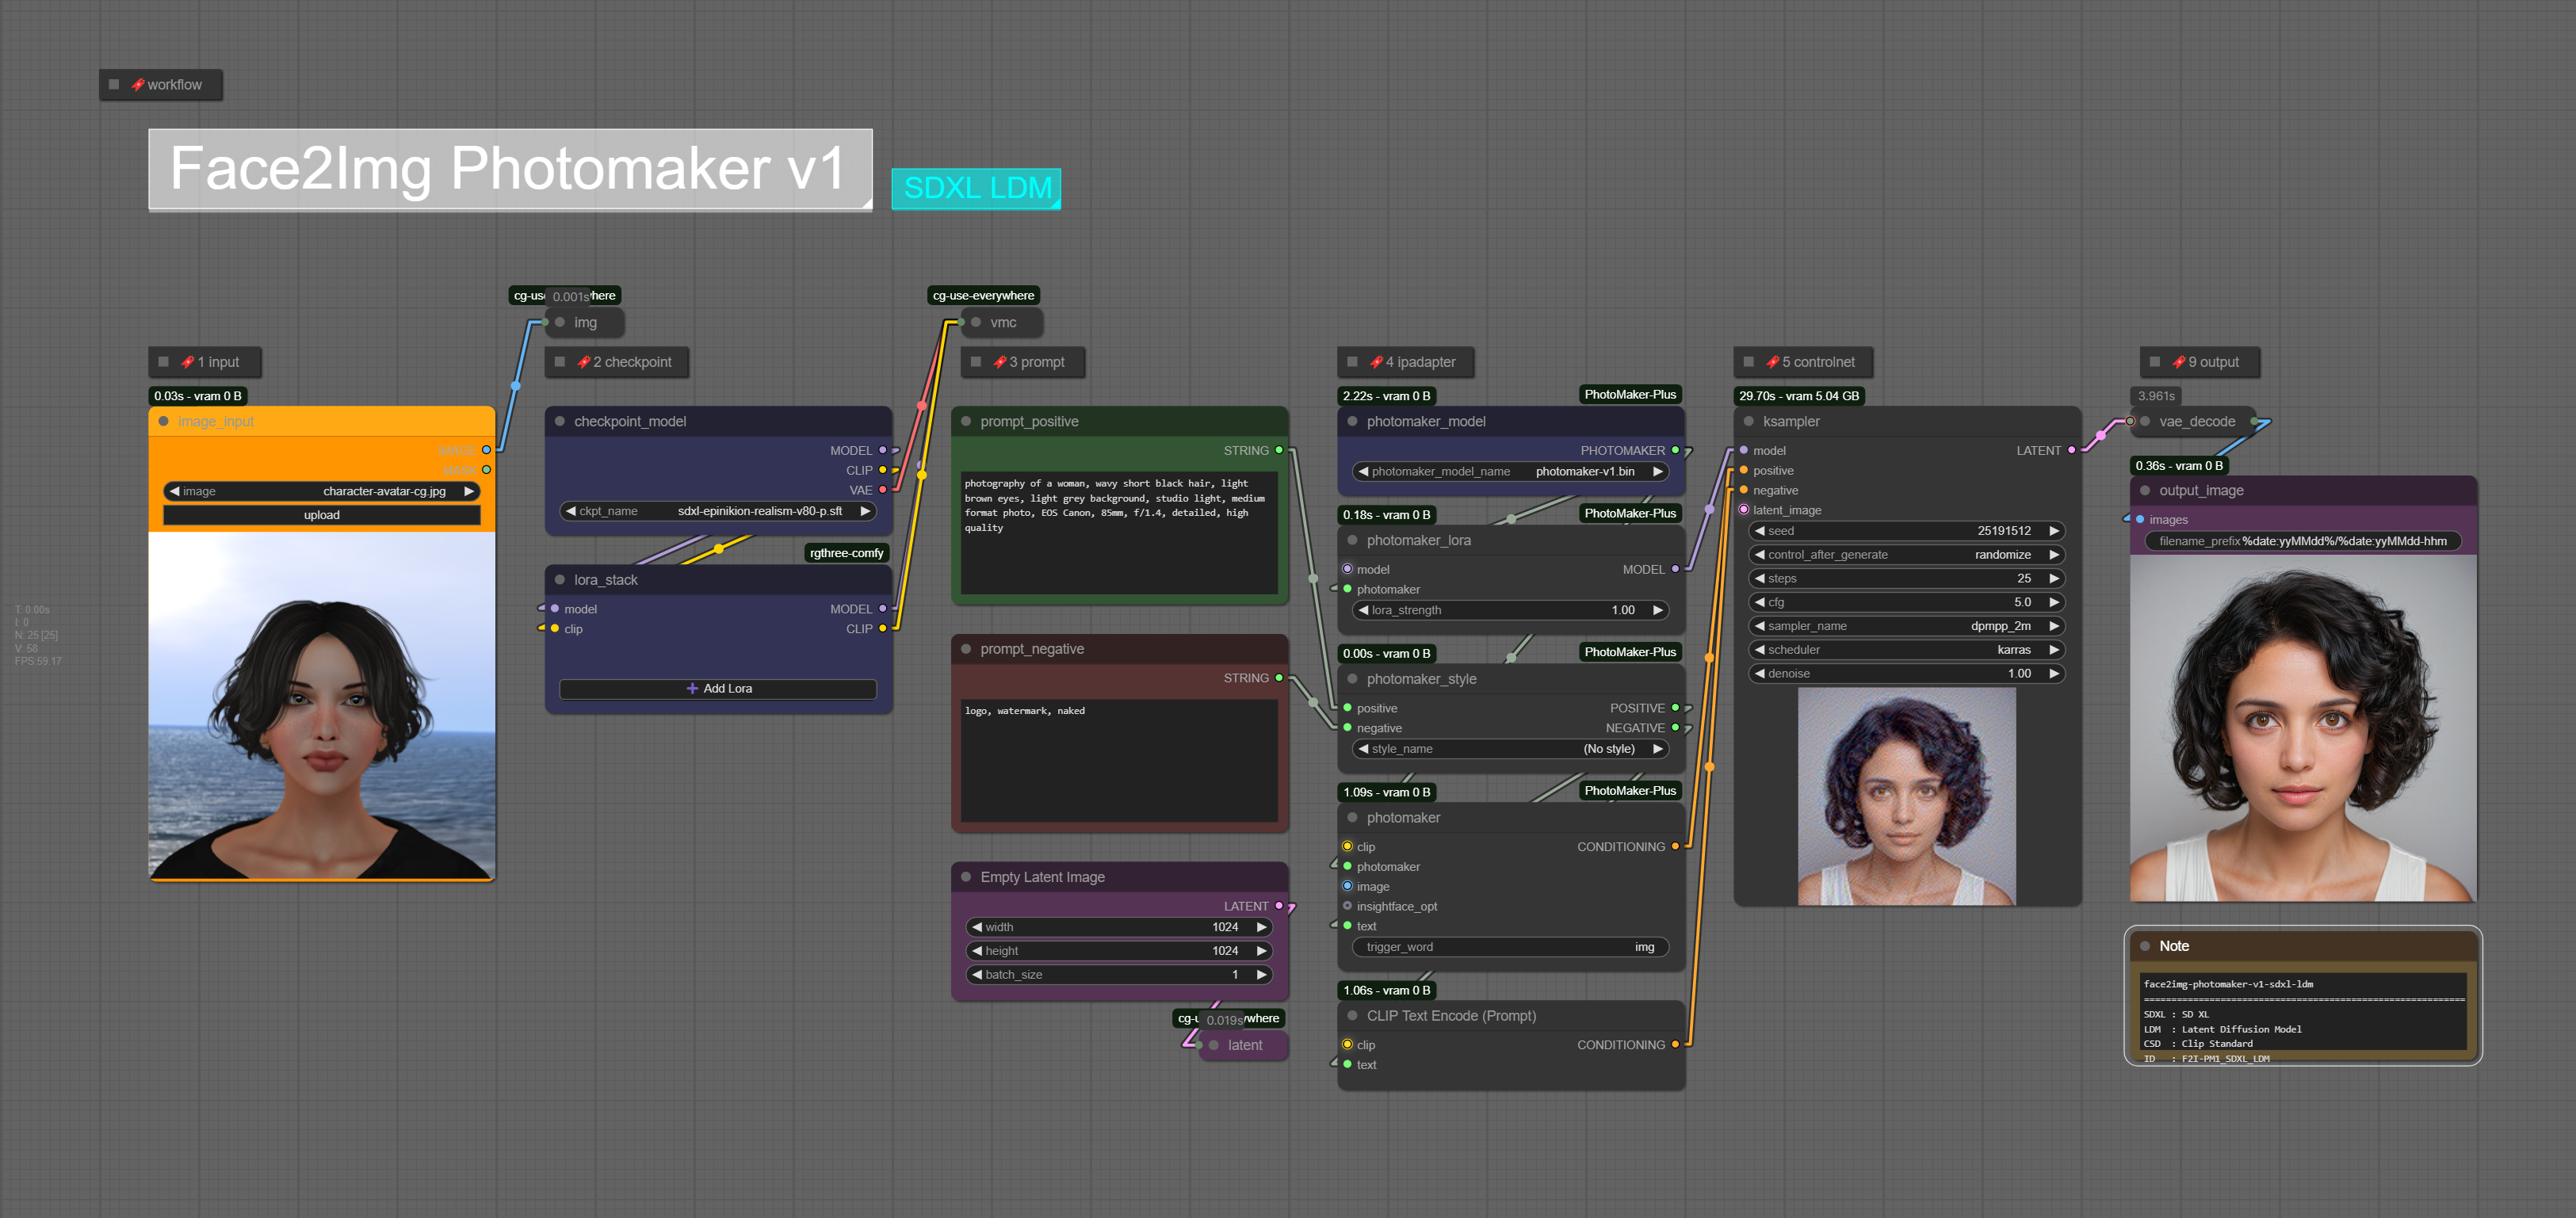 workflow
Face2Img Photomaker v1
SDXL LDM
cg-use here
0.001s
img
cg-use-everywhere
vmc
1 input
2 checkpoint
3 prompt
4 ipadapter
5 controlnet
9 output
0.03s - vram 0 B
image_input
IMAGE
MASK
image character-avatar-cg.jpg
upload
T: 0.00s
I: 0
N: 25 [25]
V: 58
FPS:59.17
checkpoint_model
MODEL
CLIP
VAE
ckpt_name sdxl-epinikion-realism-v80-p.sft
rgthree-comfy
lora_stack
model MODEL
clip CLIP
Add Lora
prompt_positive
STRING
photography of a woman, wavy short black hair, light
brown eyes, light grey background, studio light, medium
format photo, EOS Canon, 85mm, f/1.4, detailed, high
quality
prompt_negative
STRING
logo, watermark, naked
Empty Latent Image
LATENT
width 1024
height 1024
batch_size 1
cg-u where
0.019s
latent
2.22s - vram 0 B PhotoMaker-Plus
photomaker_model
PHOTOMAKER
photomaker_model_name photomaker-v1.bin
0.18s - vram 0 B PhotoMaker-Plus
photomaker_lora
model MODEL
photomaker
lora_strength 1.00
0.00s - vram 0 B PhotoMaker-Plus
photomaker_style
positive POSITIVE
negative NEGATIVE
style_name (No style)
1.09s - vram 0 B PhotoMaker-Plus
photomaker
clip CONDITIONING
photomaker
image
insightface_opt
text
trigger_word img
1.06s - vram 0 B
CLIP Text Encode (Prompt)
clip CONDITIONING
text
29.70s - vram 5.04 GB
ksampler
model LATENT
positive
negative
latent_image
seed 25191512
control_after_generate randomize
steps 25
cfg 5.0
sampler_name dpmpp_2m
scheduler karras
denoise 1.00
3.961s
vae_decode
0.36s - vram 0 B
output_image
images
filename_prefix %date:yyMMdd%/%date:yyMMdd-hhm
Note
face2img-photomaker-v1-sdxl-ldm
================================================================
SDXL : SD XL
LDM : Latent Diffusion Model
CSD : Clip Standard
ID : F2I-PM1_SDXL_LDM